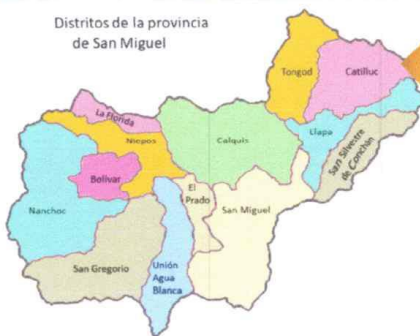 Distritos de la provincia
de San Miguel
Tongod
Catilluc
La Florida
Niepos
Calquis
Llapa
San Silvestre
de Conchán
Bolívar
El
Prado
Nanchoc
San Miguel
San Gregorio
Unión
Agua
Blanca